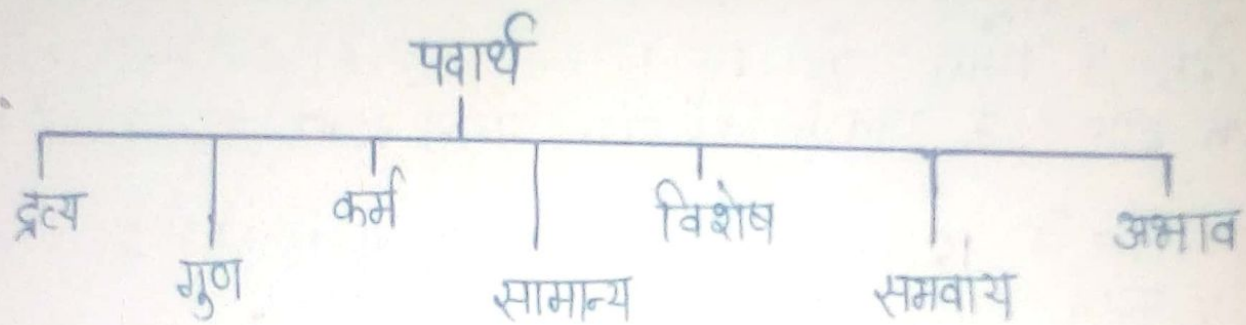 पदार्थ
द्रव्य
गुण
कर्म
सामान्य
विशेष
समवाय
अभाव